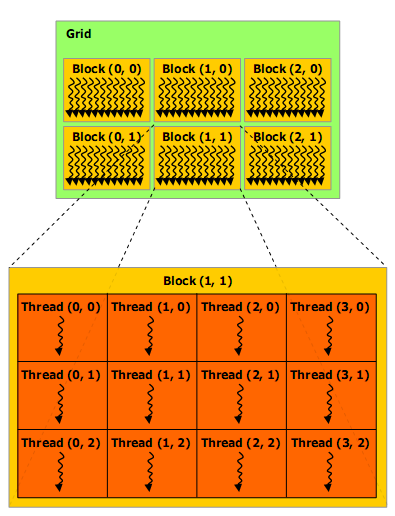 Grid
Block (0, 0) Block (1, 0) Block (2, 0)
Block (0, 1) Block (1, 1) Block (2, 1)
Block (1, 1)
Thread (0, 0) Thread (1, 0) Thread (2, 0) Thread (3, 0)
Thread (0, 1) Thread (1, 1) Thread (2, 1) Thread (3, 1)
Thread (0, 2) Thread (1, 2) Thread (2, 2) Thread (3, 2)